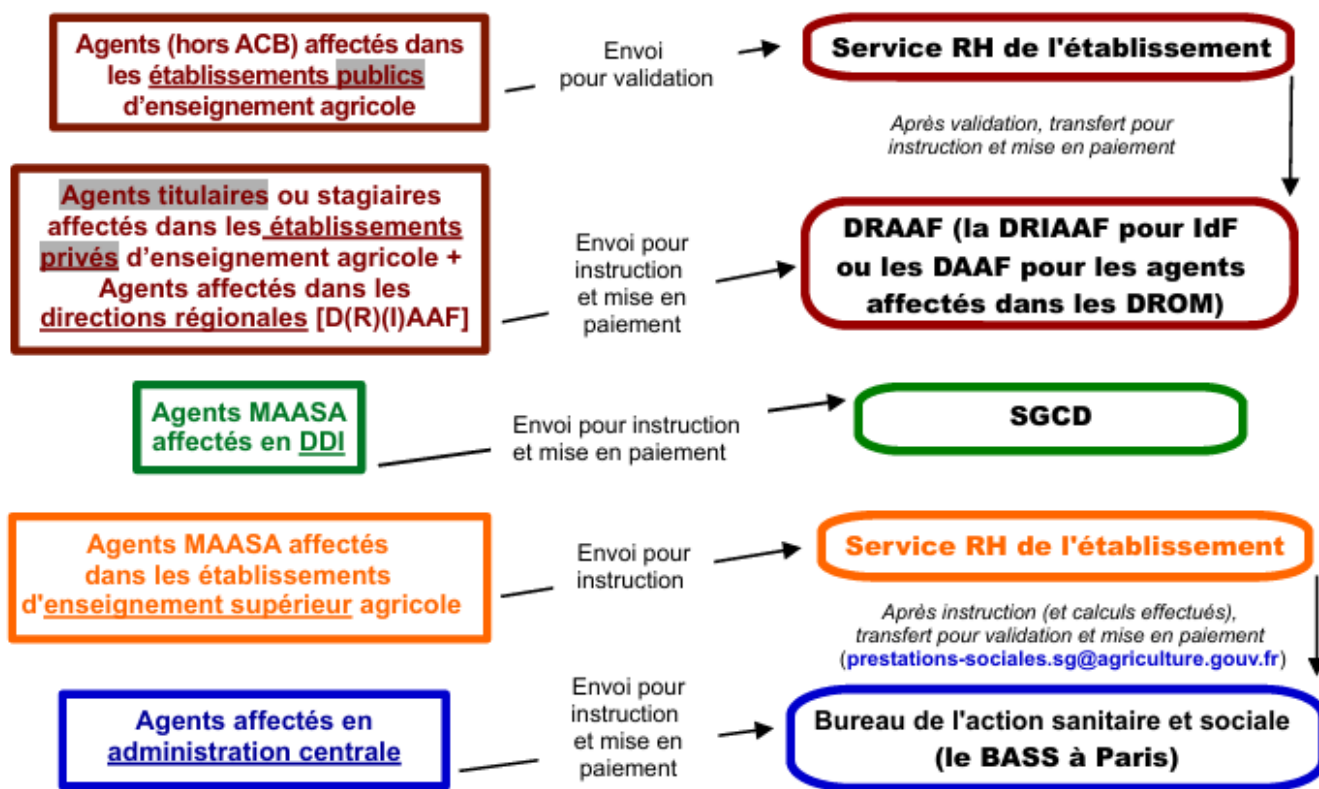 Agents (hors ACB) affectés dans
les établissements publics
d’enseignement agricole
Envoi
pour validation
Service RH de l'établissement
Après validation, transfert pour
instruction et mise en paiement
Agents titulaires ou stagiaires
affectés dans les établissements
privés d’enseignement agricole +
Agents affectés dans les
directions régionales [D(R)(I)AAF]
Envoi pour
instruction
et mise en
paiement
DRAAF (la DRIAAF pour IdF
ou les DAAF pour les agents
affectés dans les DROM)
Agents MAASA
affectés en DDI
Envoi pour instruction
et mise en paiement
SGCD
Agents MAASA affectés
dans les établissements
d'enseignement supérieur agricole
Envoi pour
instruction
Service RH de l'établissement
Après instruction (et calculs effectués),
transfert pour validation et mise en paiement
(prestations-sociales.sg@agriculture.gouv.fr)
Agents affectés en
administration centrale
Envoi pour
instruction
et mise en
paiement
Bureau de l'action sanitaire et sociale
(le BASS à Paris)